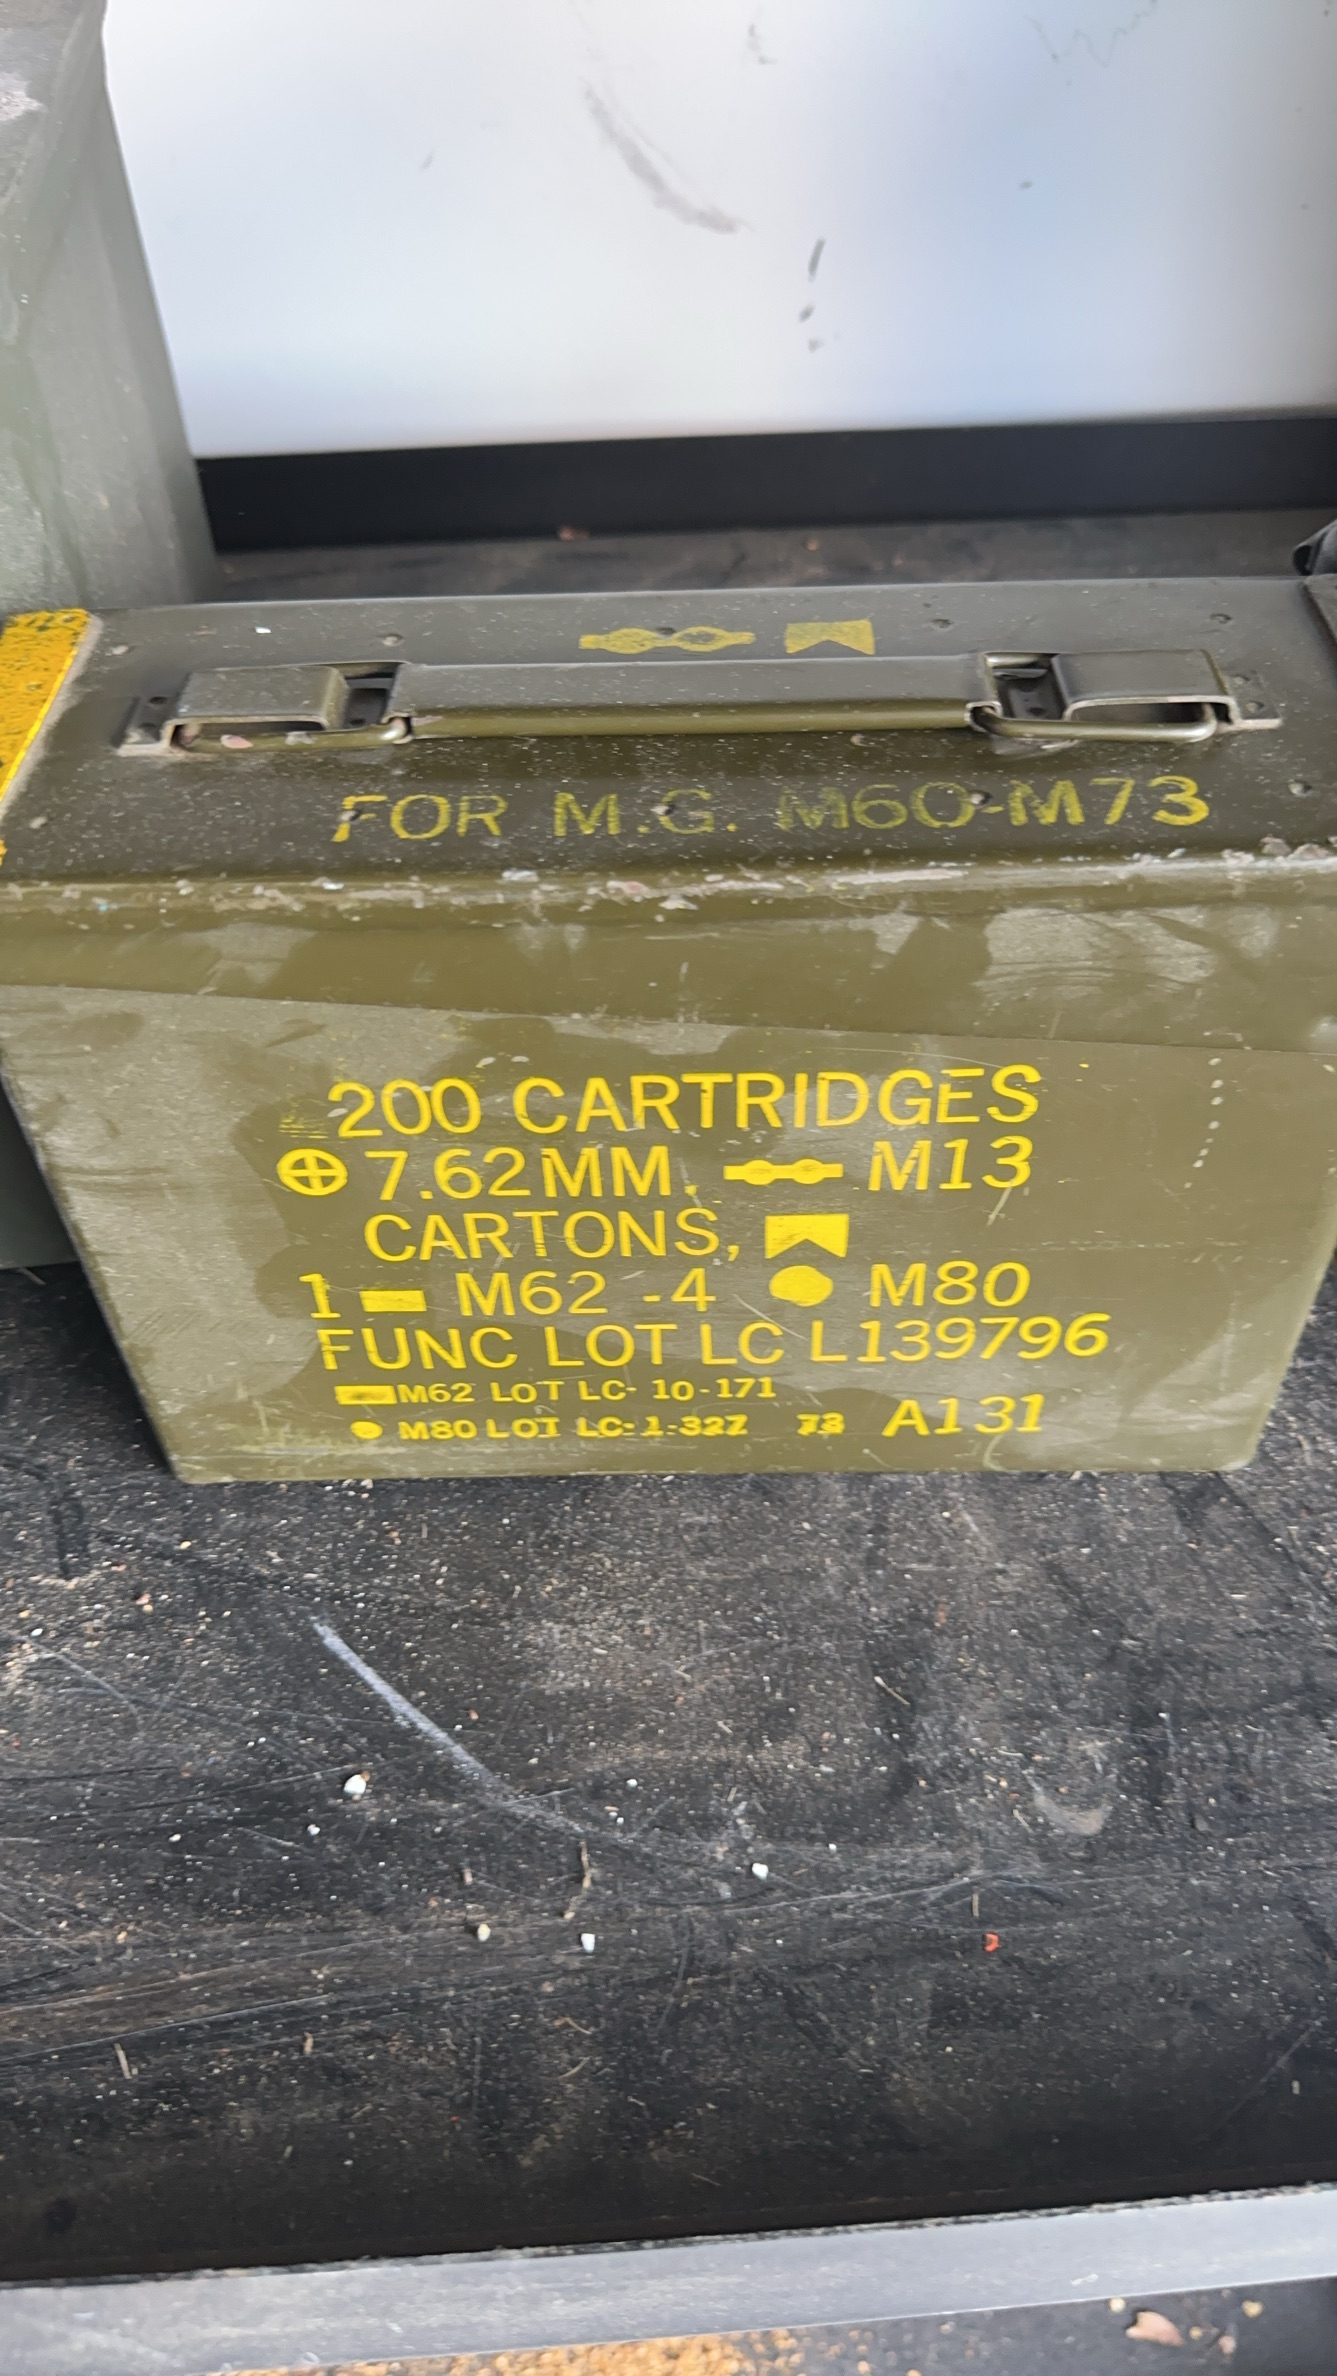 FOR M.G. M60-M73
200 CARTRIDGES
7.62MM, M13
CARTONS,
1 M62 -4 M80
FUNC LOT LC L139796
M62 LOT LC- 10-171
M80 LOT LC-1-327 73 A131